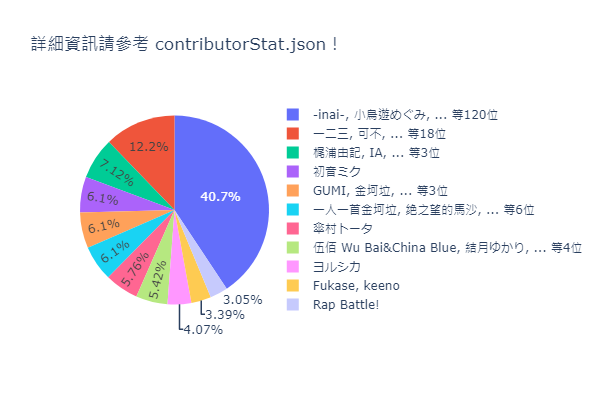 詳細資訊請參考 contributorStat.json !
-inai-, 小鳥遊めぐみ, ... 等120位
一二三, 可不, ... 等18位
梶浦由記, IA, ... 等3位
初音ミク
GUMI, 金坷垃, ... 等3位
一人一首金坷垃, 絶之望的馬沙, ... 等6位
傘村トータ
伍佰 Wu Bai&China Blue, 結月ゆかり, ... 等4位
ヨルシカ
Fukase, keeno
Rap Battle!
40.7%
12.2%
7.12%
6.1%
6.1%
6.1%
5.76%
5.42%
4.07%
3.39%
3.05%